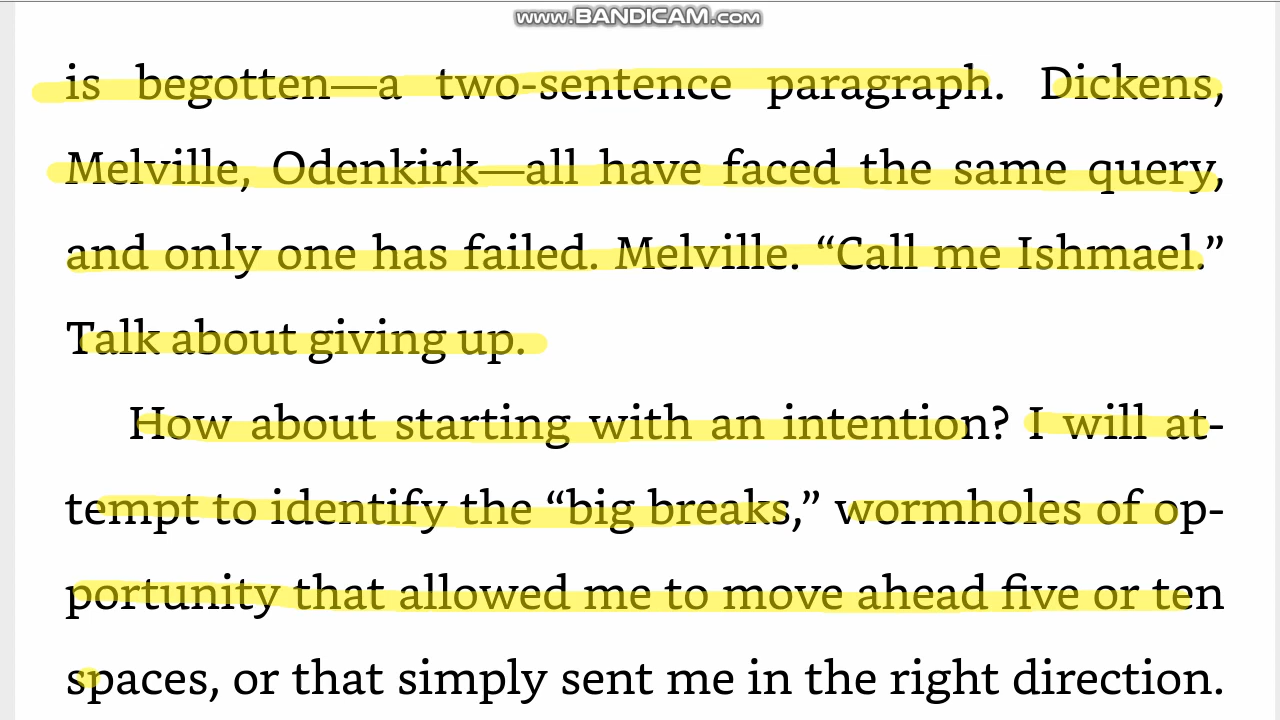 www.BANDICAM.com
is begotten—a two-sentence paragraph. Dickens,
Melville, Odenkirk—all have faced the same query,
and only one has failed. Melville. “Call me Ishmael.”
Talk about giving up.
How about starting with an intention? I will at-
tempt to identify the “big breaks,” wormholes of op-
portunity that allowed me to move ahead five or ten
spaces, or that simply sent me in the right direction.